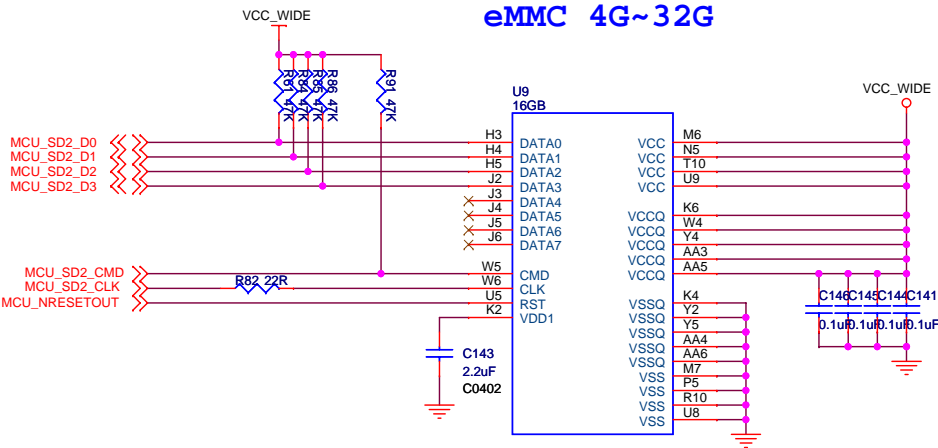 eMMC 4G~32G
VCC_WIDE
R61 47K
R84 47K
R85 47K
R86 47K
R91 47K
U9
16GB
VCC_WIDE
MCU_SD2_D0
MCU_SD2_D1
MCU_SD2_D2
MCU_SD2_D3
MCU_SD2_CMD
MCU_SD2_CLK
MCU_NRESETOUT
R82 22R
H3 DATA0
H4 DATA1
H5 DATA2
J2 DATA3
J3 DATA4
J4 DATA5
J5 DATA6
J6 DATA7
W5 CMD
W6 CLK
U5 RST
K2 VDD1
C143
2.2uF
C0402
VCC M6
VCC N5
VCC T10
VCC U9
VCCQ K6
VCCQ W4
VCCQ Y4
VCCQ AA3
VCCQ AA5
VSSQ K4
VSSQ Y2
VSSQ Y5
VSSQ AA4
VSSQ AA6
VSS M7
VSS P5
VSS R10
VSS U8
C146 C145 C144 C141
0.1uF 0.1uF 0.1uF 0.1uF